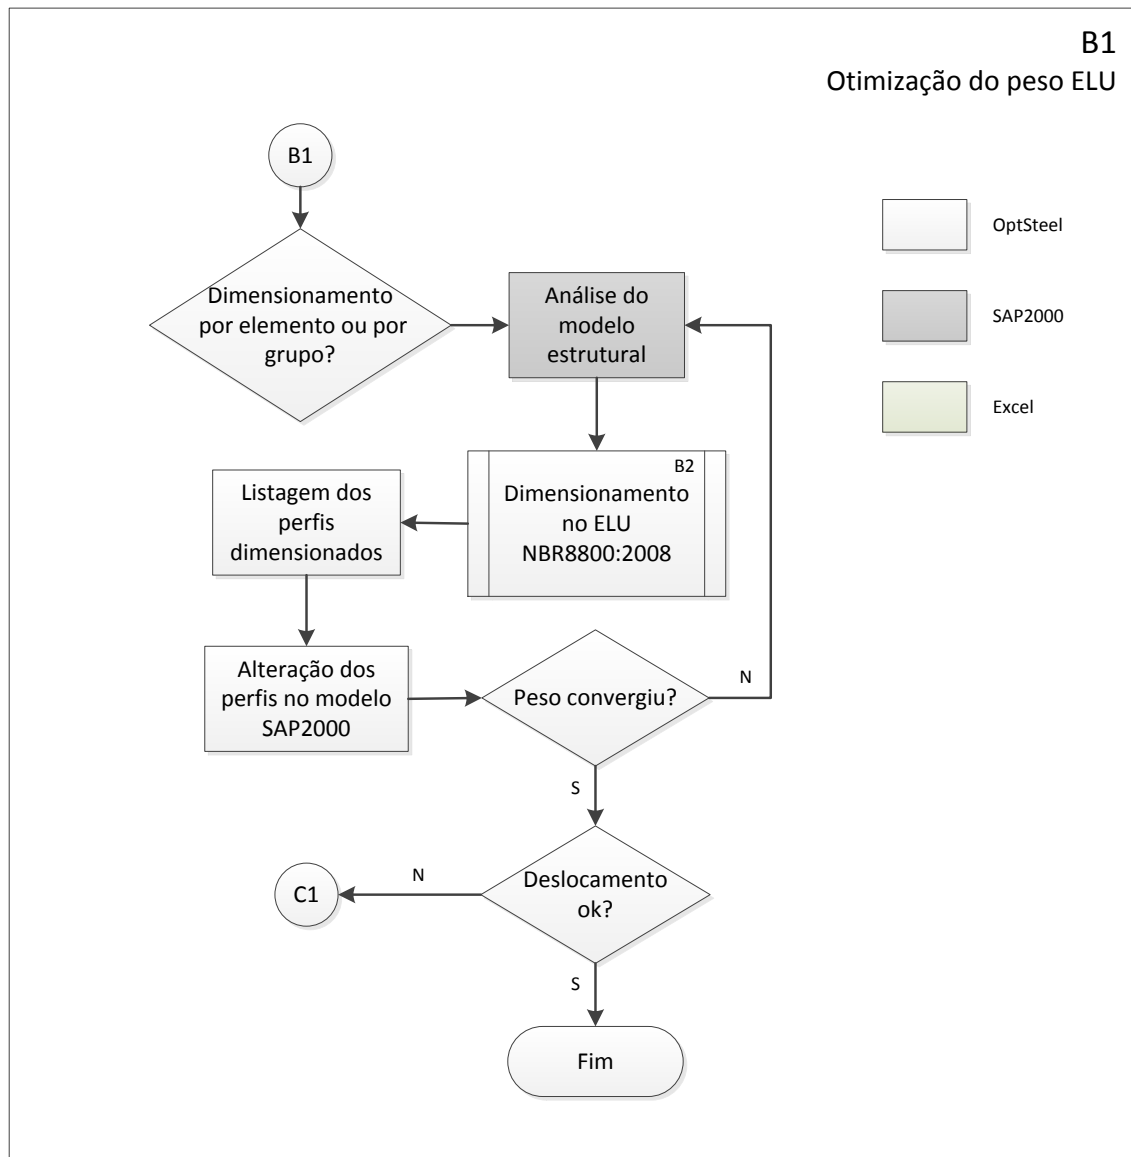 B1
Otimização do peso ELU
B1
Dimensionamento
por elemento ou por
grupo?
Análise do
modelo
estrutural
OptSteel
SAP2000
Excel
B2
Dimensionamento
no ELU
NBR8800:2008
Listagem dos
perfis
dimensionados
Alteração dos
perfis no modelo
SAP2000
Peso convergiu?
N
S
Deslocamento
ok?
N
C1
S
Fim